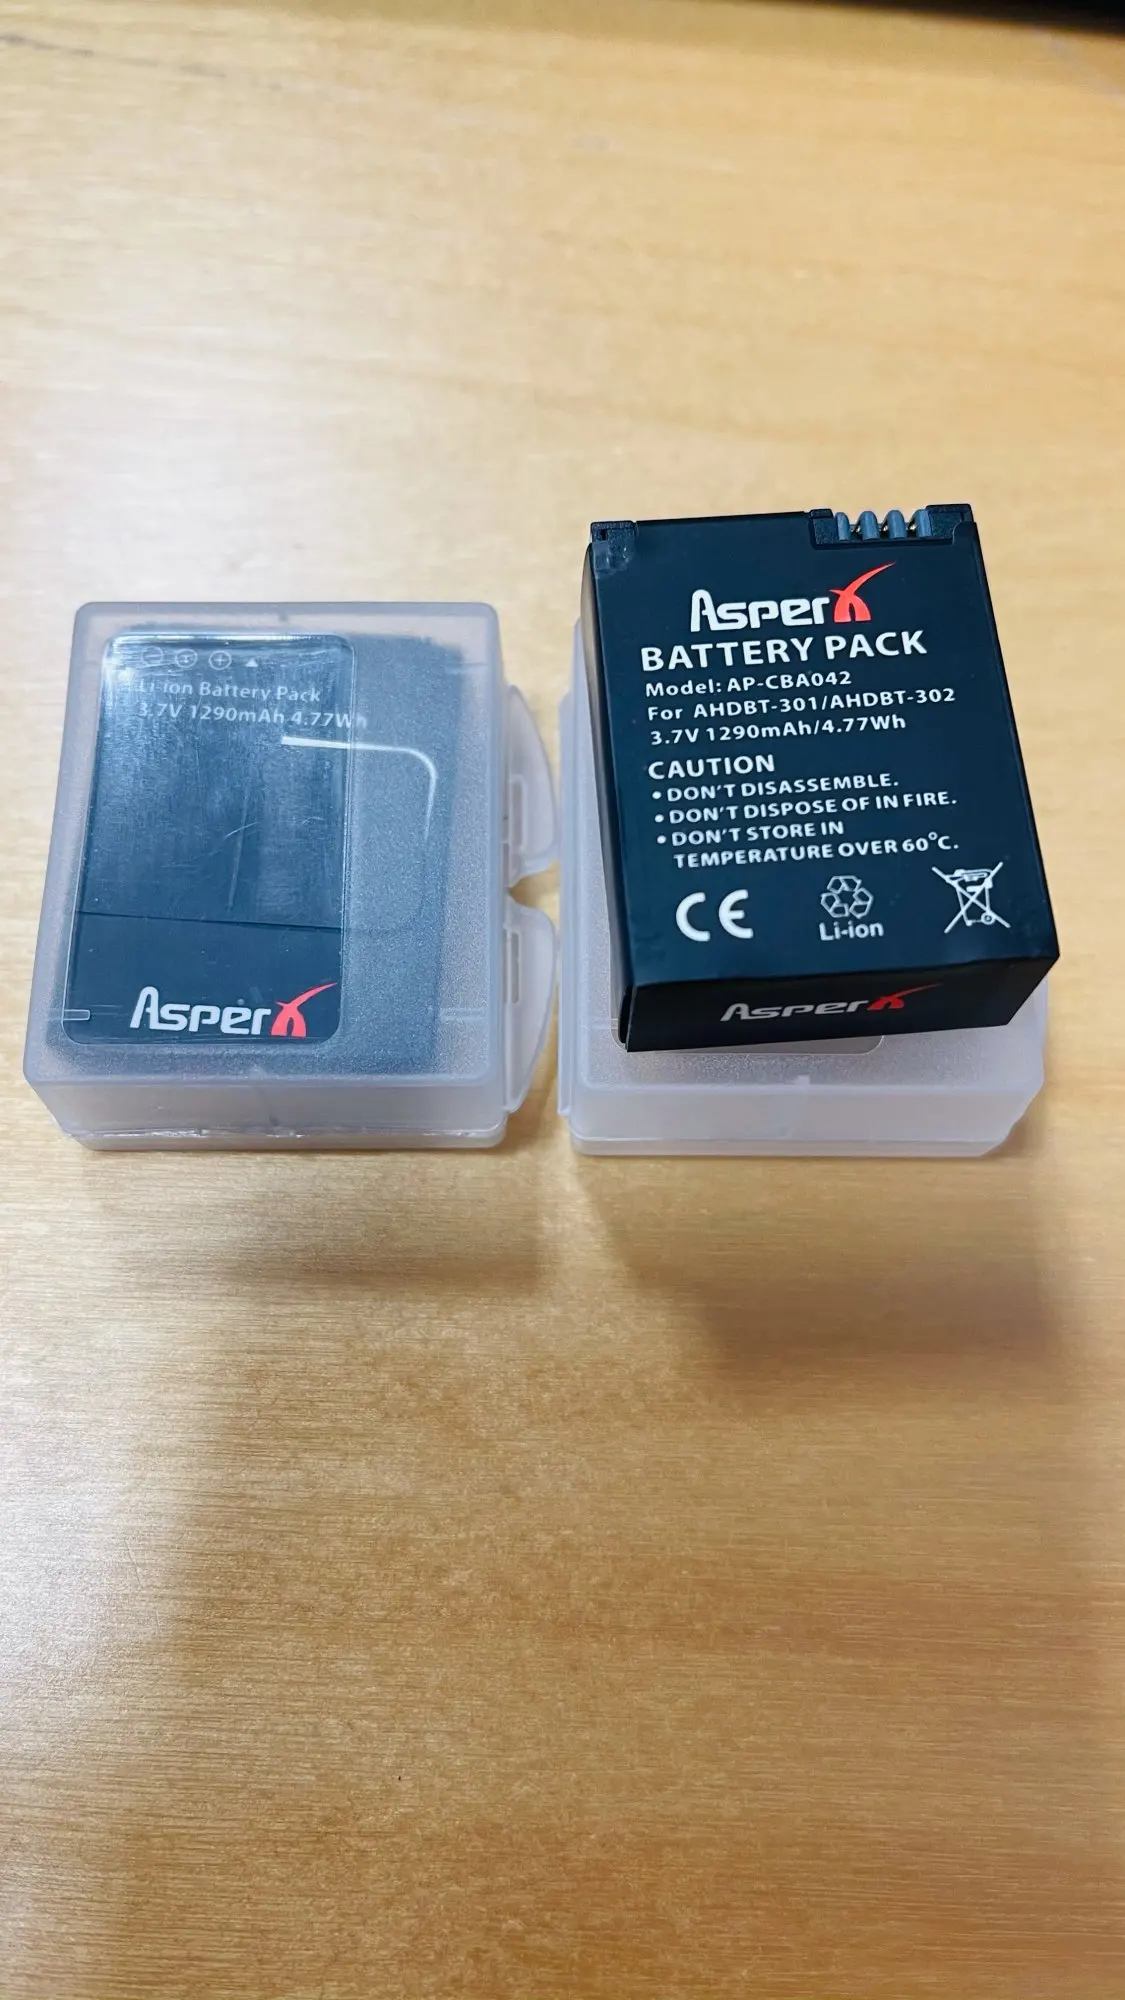 Li-ion Battery Pack
3.7V 1290mAh 4.77Wh
AsperX
AsperX
BATTERY PACK
Model: AP-CBA042
For AHDBT-301/AHDBT-302
3.7V 1290mAh/4.77Wh
CAUTION
• DON'T DISASSEMBLE.
• DON'T DISPOSE OF IN FIRE.
• DON'T STORE IN
TEMPERATURE OVER 60°C.
CE
Li-ion
AsperX